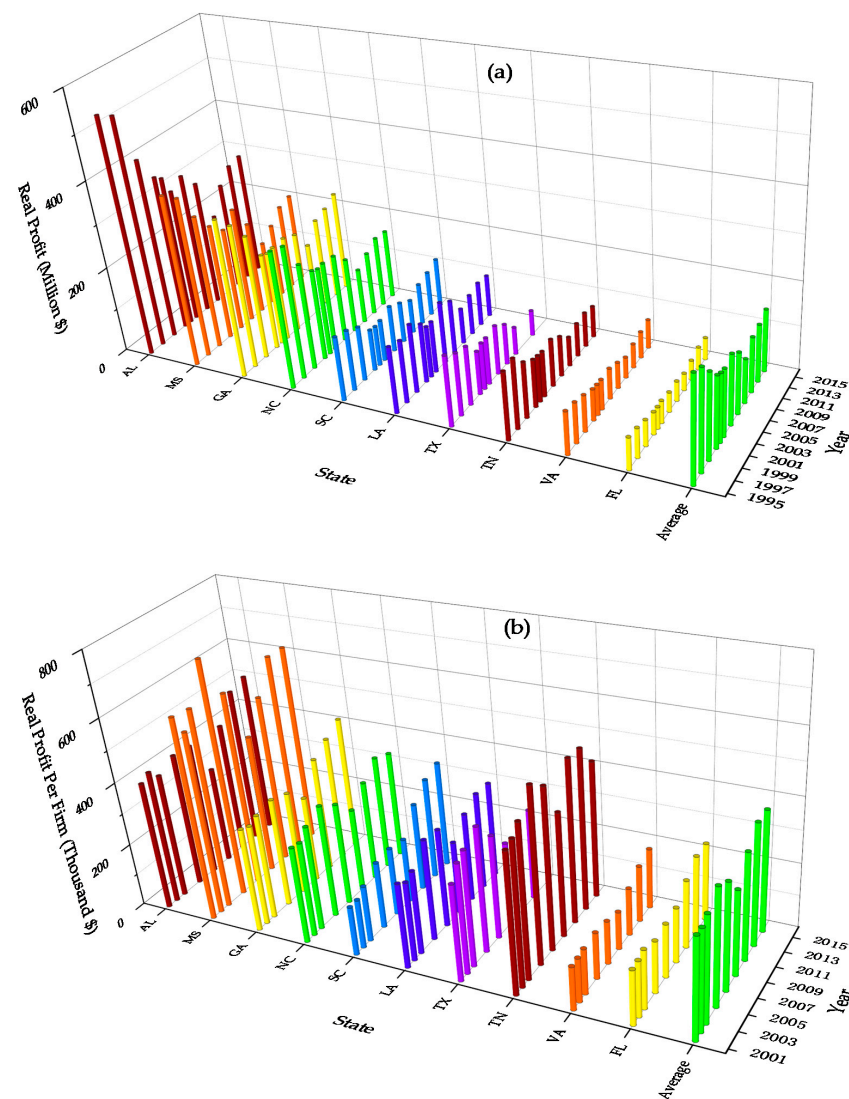 (a)
600
400
200
0
Real Profit (Million $)
AL
MS
GA
NC
SC
LA
TX
TN
VA
FL
Average
State
2015
2013
2011
2009
2007
2005
2003
2001
1999
1997
1995
Year
(b)
800
600
400
200
0
Real Profit Per Firm (Thousand $)
AL
MS
GA
NC
SC
LA
TX
TN
VA
FL
Average
State
2015
2013
2011
2009
2007
2005
2003
2001
Year